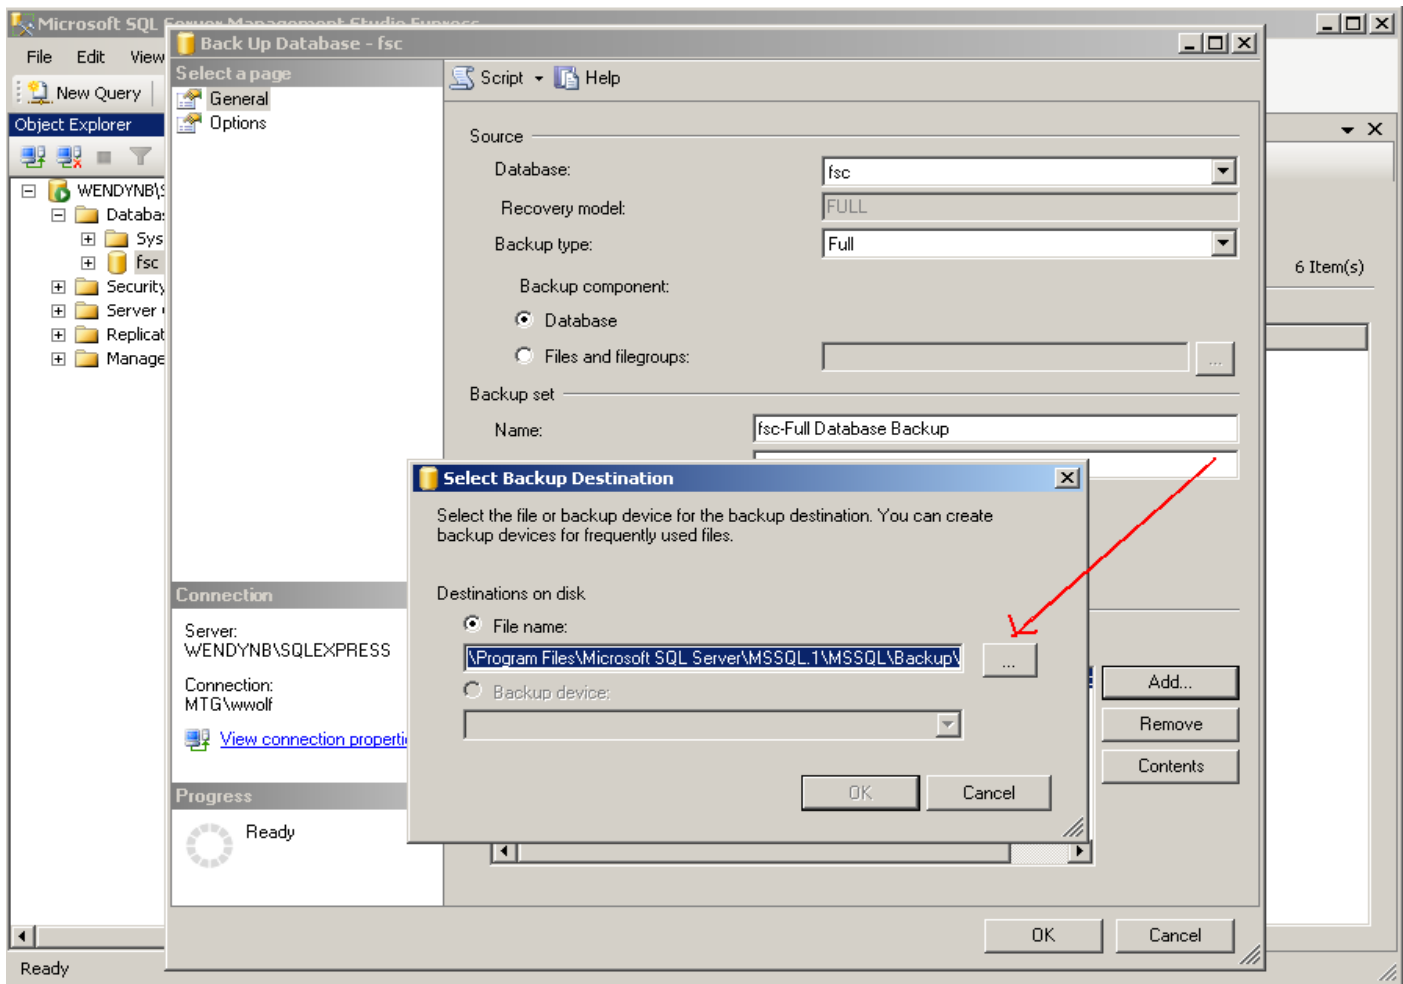 Microsoft SQL Server Management Studio Express
File Edit View
New Query
Object Explorer
WENDYNB\S
Databa
Sys
fsc
Security
Server
Replicat
Manage
Ready
Back Up Database - fsc
Select a page
General
Options
Connection
Server:
WENDYNB\SQLEXPRESS
Connection:
MTG\wwolf
View connection properti
Progress
Ready
Script Help
Source
Database: fsc
Recovery model: FULL
Backup type: Full
Backup component:
Database
Files and filegroups: ...
Backup set
Name: fsc-Full Database Backup
Select Backup Destination
Select the file or backup device for the backup destination. You can create
backup devices for frequently used files.
Destinations on disk
File name:
\Program Files\Microsoft SQL Server\MSSQL.1\MSSQL\Backup\ ...
Backup device:
OK Cancel
Add...
Remove
Contents
OK Cancel
6 Item(s)